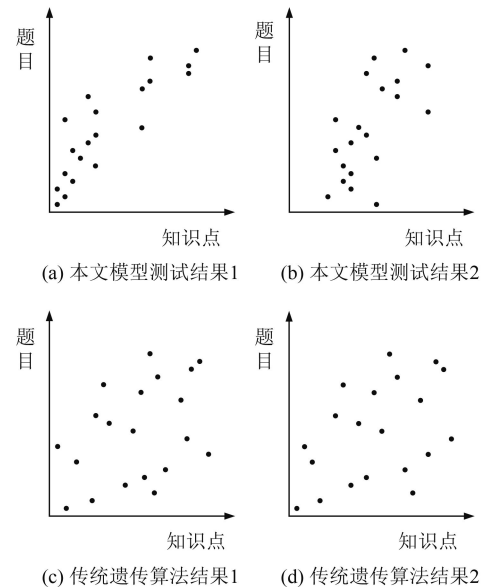 题
目
知识点
(a) 本文模型测试结果1
题
目
知识点
(b) 本文模型测试结果2
题
目
知识点
(c) 传统遗传算法结果1
题
目
知识点
(d) 传统遗传算法结果2